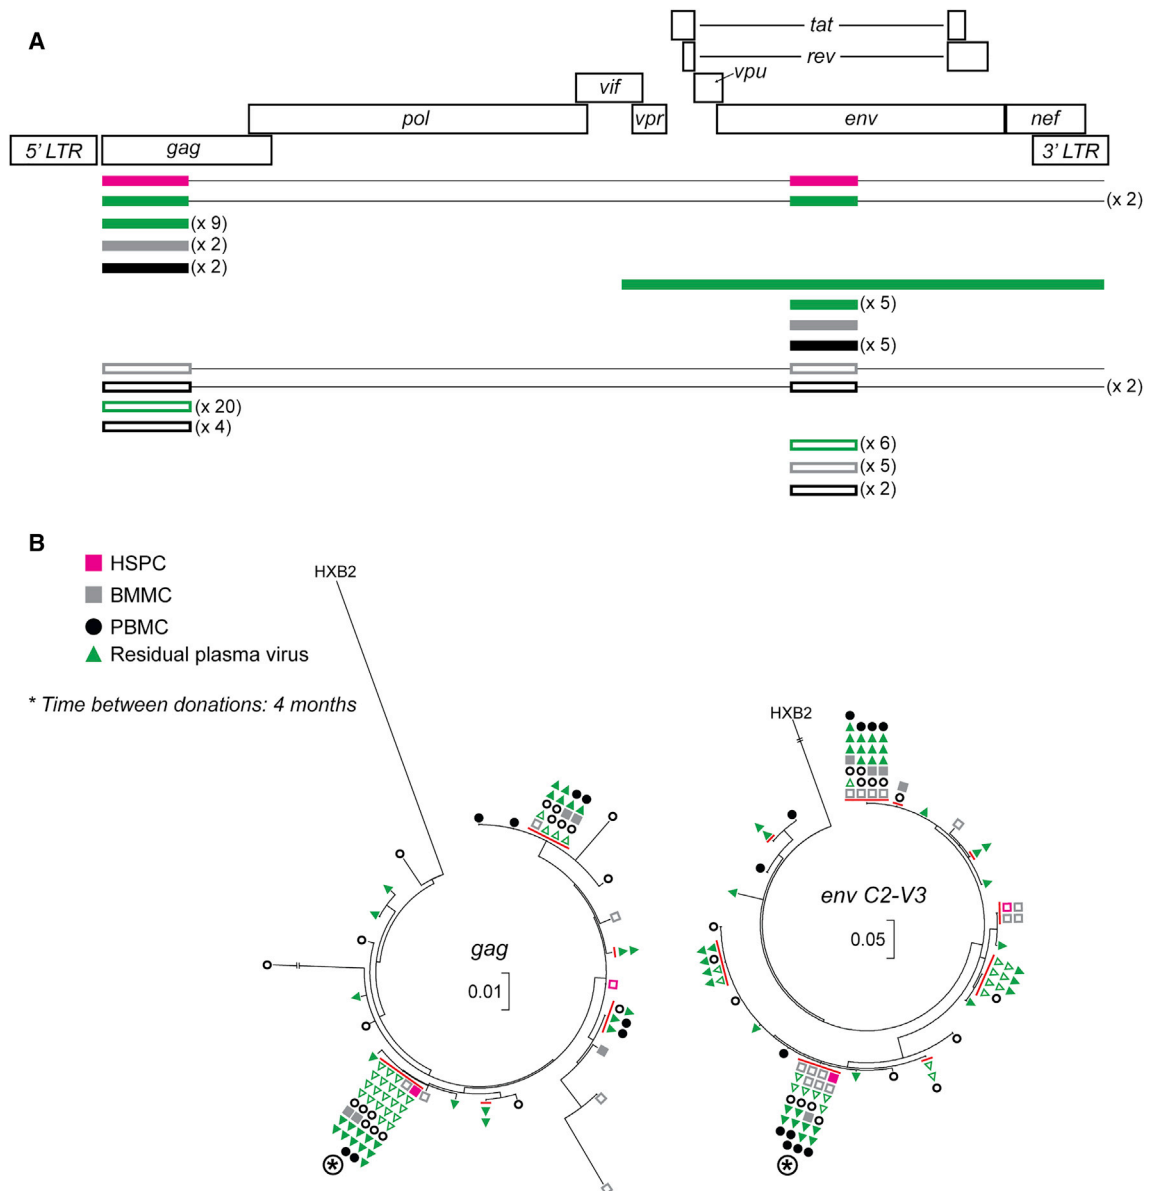 A
tat
rev
vpu
vif
pol
vpr
env
nef
5’ LTR
gag
3’ LTR
(x 2)
(x 9)
(x 2)
(x 2)
(x 5)
(x 5)
(x 2)
(x 20)
(x 4)
(x 6)
(x 5)
(x 2)
B
HSPC
BMMC
PBMC
Residual plasma virus
* Time between donations: 4 months
HXB2
HXB2
gag
0.01
env C2-V3
0.05
*
*